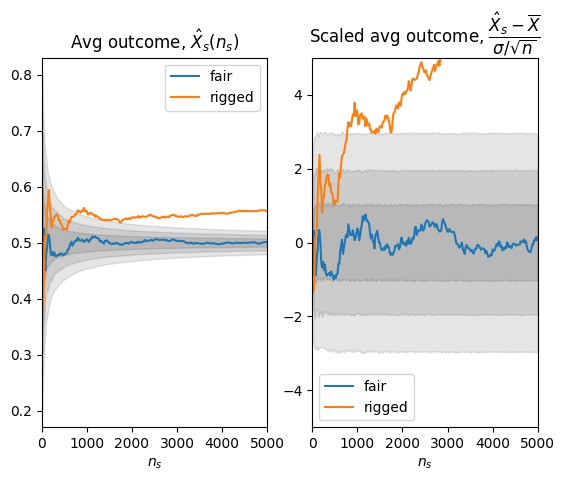 Avg outcome, X̂ₛ(nₛ)
0.8
0.7
0.6
0.5
0.4
0.3
0.2
0 1000 2000 3000 4000 5000
nₛ
fair
rigged
Scaled avg outcome, (X̂ₛ − X̅)/(σ/√n)
4
2
0
−2
−4
0 1000 2000 3000 4000 5000
nₛ
fair
rigged